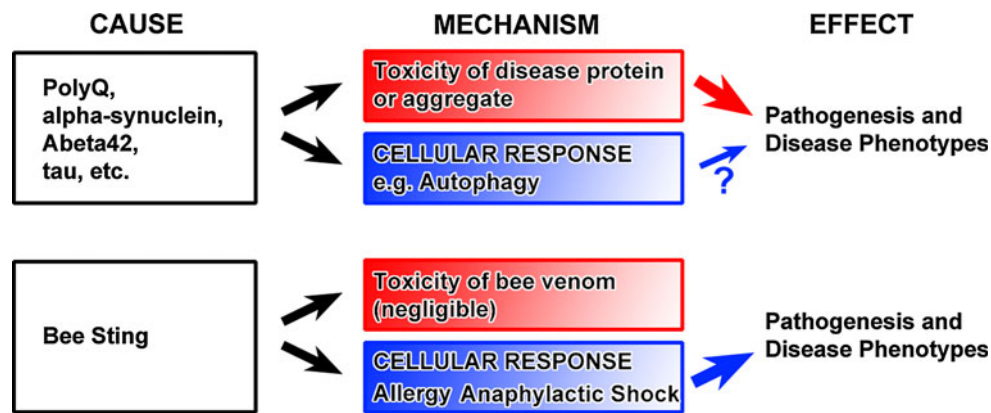 CAUSE
MECHANISM
EFFECT
PolyQ,
alpha-synuclein,
Abeta42,
tau, etc.
Toxicity of disease protein
or aggregate
CELLULAR RESPONSE
e.g. Autophagy
?
Pathogenesis and
Disease Phenotypes
Bee Sting
Toxicity of bee venom
(negligible)
CELLULAR RESPONSE
Allergy Anaphylactic Shock
Pathogenesis and
Disease Phenotypes